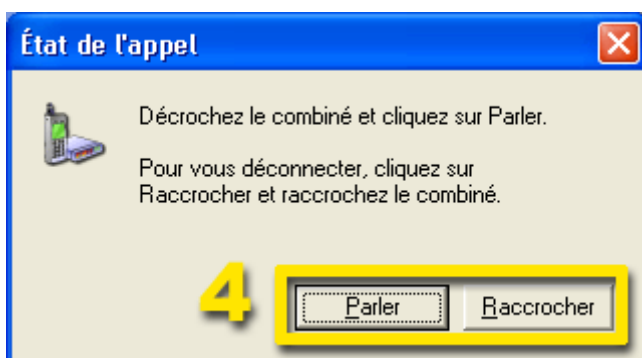 État de l'appel
Décrochez le combiné et cliquez sur Parler.
Pour vous déconnecter, cliquez sur
Raccrocher et raccrochez le combiné.
4
Parler Raccrocher